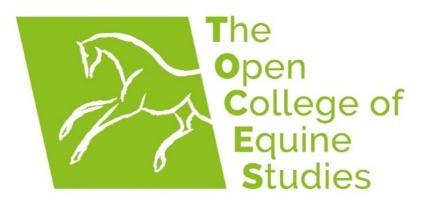 The
Open
College of
Equine
Studies